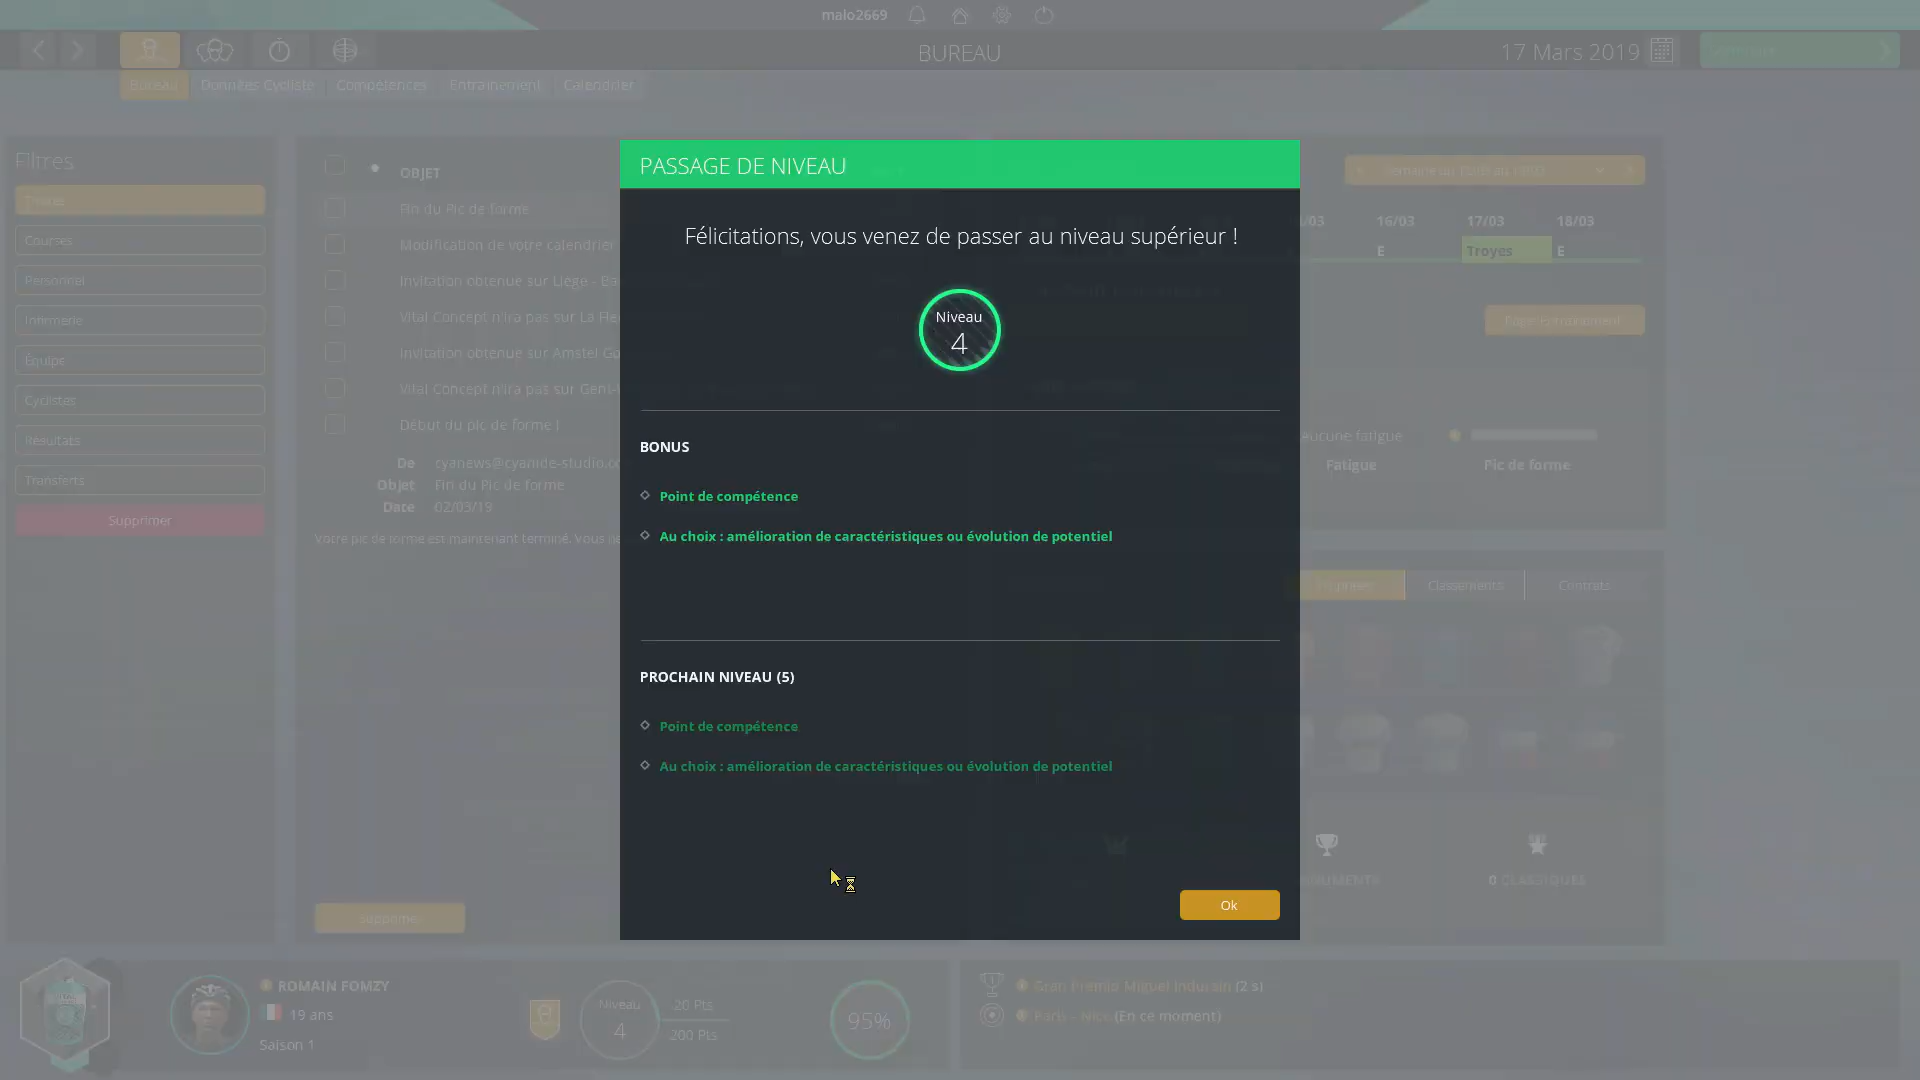 malo2669
BUREAU
17 Mars 2019
Bureau
Données Cycliste
Compétences
Entrainement
Calendrier
Filtres
Toutes
Courses
Personnel
Infirmerie
Equipe
Cyclistes
Résultats
Transferts
Supprimer
OBJET
Fin du Pic de forme
Modification de votre calendrier
Invitation obtenue sur Liège - Ba
Vital Concept n'ira pas sur La
Invitation obtenue sur Amstel Go
Vital Concept n'ira pas sur Gent-
Début du pic de forme !
De cyanews@cyanide-studio.co
Objet Fin du Pic de forme
Date 02/03/19
Votre pic de forme est maintenant terminé. Vous
Supprimer
PASSAGE DE NIVEAU
Félicitations, vous venez de passer au niveau supérieur !
Niveau
4
BONUS
Point de compétence
Au choix : amélioration de caractéristiques ou évolution de potentiel
PROCHAIN NIVEAU (5)
Point de compétence
Au choix : amélioration de caractéristiques ou évolution de potentiel
Ok
/03
16/03
17/03
18/03
E
Troyes
E
Aucune fatigue
Fatigue
Pic de forme
Classements
Contrats
0 CLASSIQUES
ROMAIN FOMZY
19 ans
Saison 1
Niveau
4
20 Pts
200 Pts
95%
Gran Premio Miguel Indurain (2 s)
Paris - Nice (En ce moment)